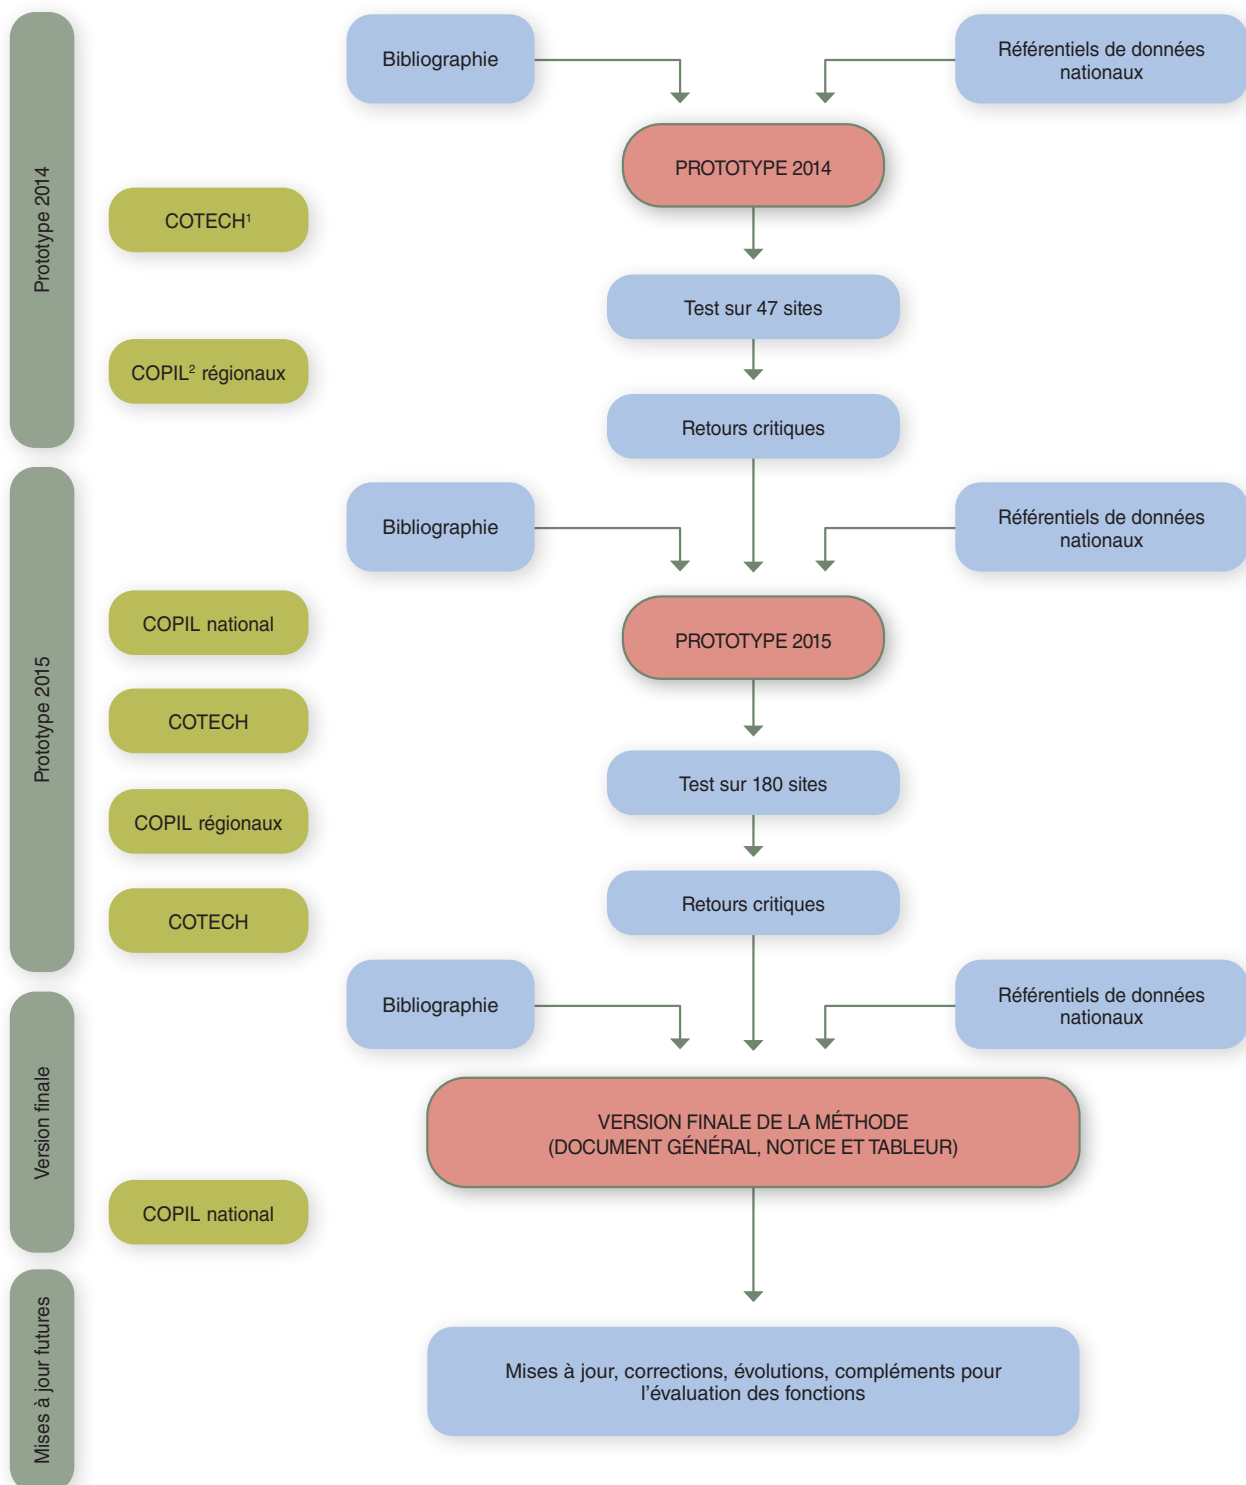 Prototype 2014
Bibliographie
Référentiels de données
nationaux
PROTOTYPE 2014
COTECH¹
Test sur 47 sites
COPIL² régionaux
Retours critiques
Prototype 2015
Bibliographie
Référentiels de données
nationaux
COPIL national
PROTOTYPE 2015
COTECH
Test sur 180 sites
COPIL régionaux
Retours critiques
COTECH
Version finale
Bibliographie
Référentiels de données
nationaux
VERSION FINALE DE LA MÉTHODE
(DOCUMENT GÉNÉRAL, NOTICE ET TABLEUR)
COPIL national
Mises à jour futures
Mises à jour, corrections, évolutions, compléments pour
l’évaluation des fonctions